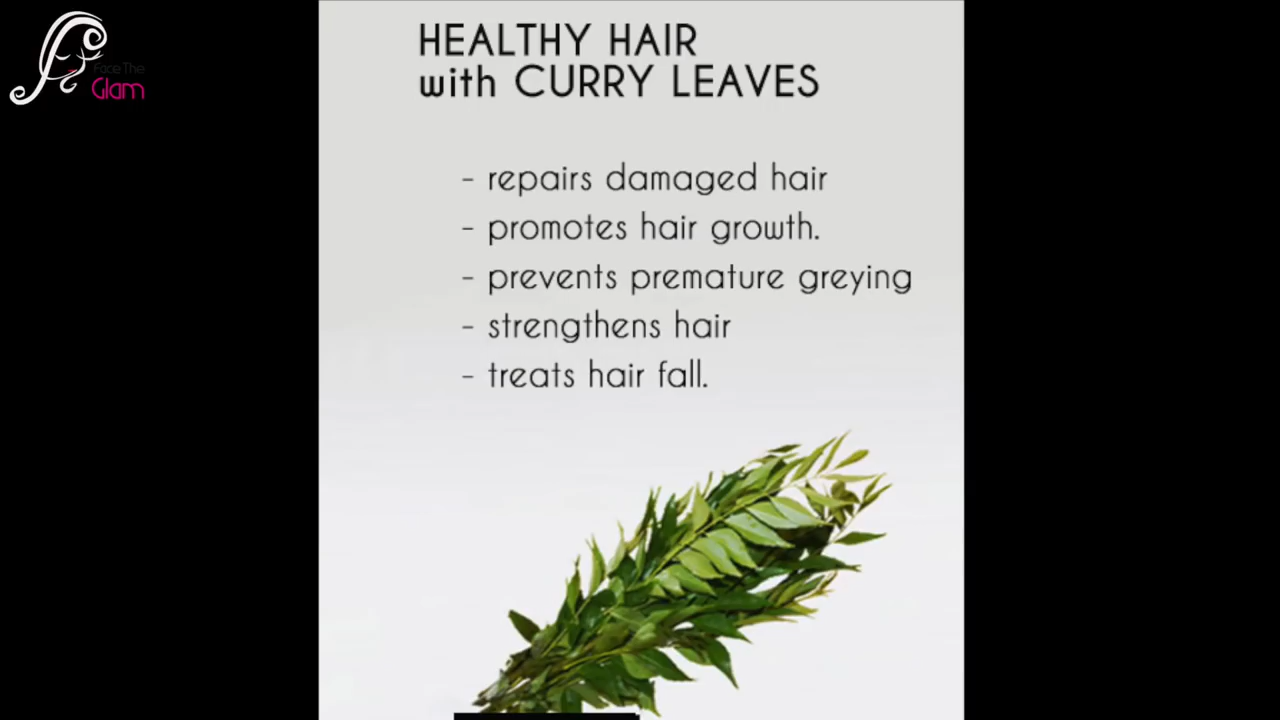 Face The
Glam
HEALTHY HAIR
with CURRY LEAVES
- repairs damaged hair
- promotes hair growth.
- prevents premature greying
- strengthens hair
- treats hair fall.